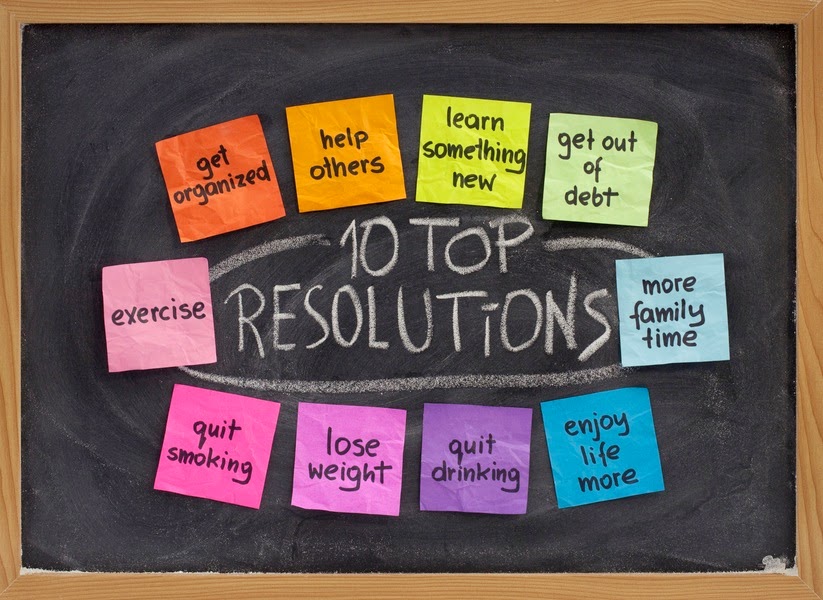 get
organized
help
others
learn
something
new
get out
of
debt
10 TOP
RESOLUTIONS
exercise
more
family
time
quit
smoking
lose
weight
quit
drinking
enjoy
life
more